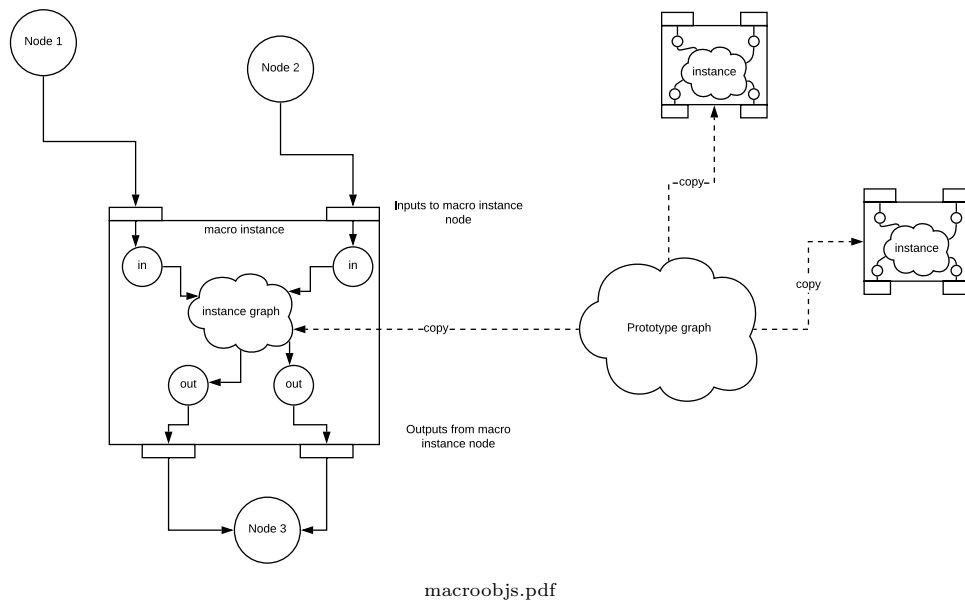 Node 1
Node 2
instance
copy
Inputs to macro instance
node
macro instance
instance
in
in
copy
instance graph
copy
Prototype graph
out
out
Outputs from macro
instance node
Node 3
macroobjs.pdf